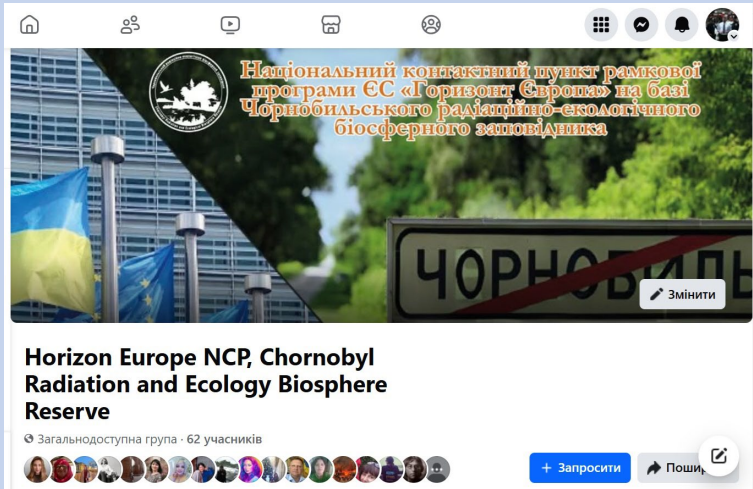 Національний контактний пункт рамкової
програми ЄС «Горизонт Європа» на базі
Чорнобильського радіаційно-екологічного
біосферного заповідника
ЧОРНОБИЛЬ
Змінити
Horizon Europe NCP, Chornobyl
Radiation and Ecology Biosphere
Reserve
Загальнодоступна група · 62 учасників
+ Запросити